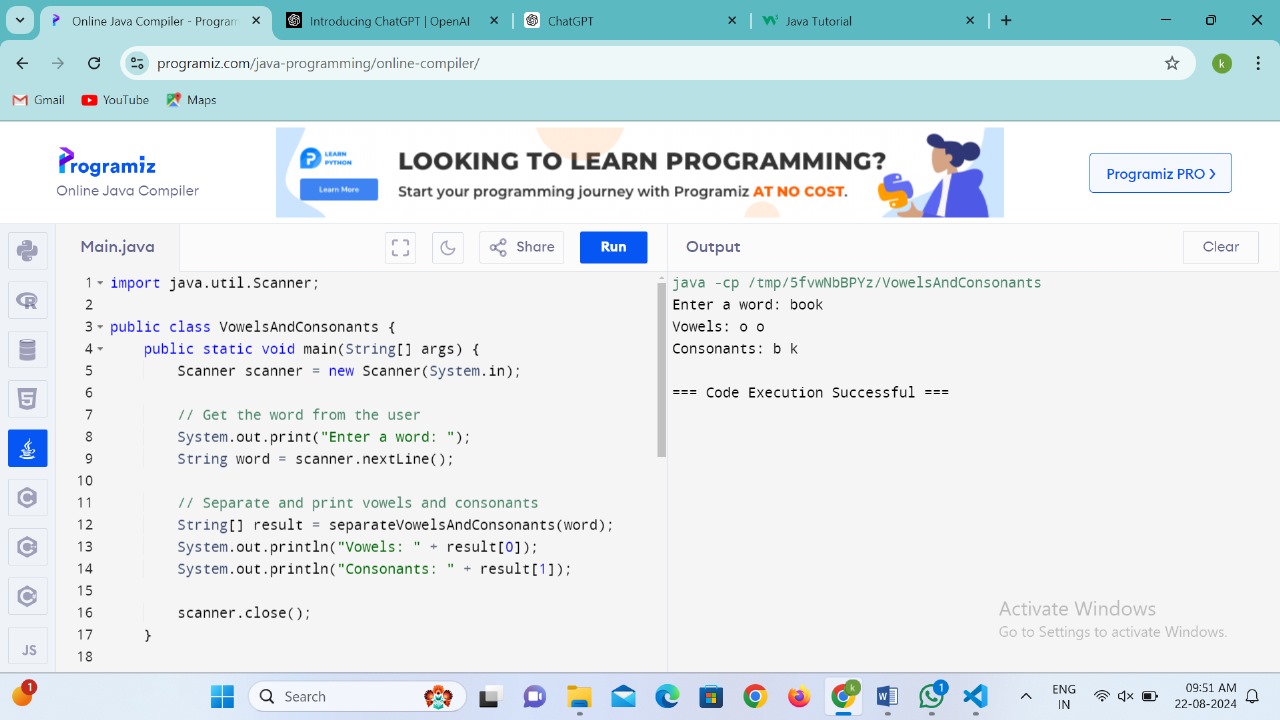 Online Java Compiler - Programiz
Introducing ChatGPT | OpenAI
ChatGPT
Java Tutorial
programiz.com/java-programming/online-compiler/
k
Gmail
YouTube
Maps
Programiz
Online Java Compiler
LEARN
PYTHON
Learn More
LOOKING TO LEARN PROGRAMMING?
Start your programming journey with Programiz AT NO COST.
Programiz PRO
Main.java
Share
Run
Output
Clear
1 import java.util.Scanner;
2
3 public class VowelsAndConsonants {
4 public static void main(String[] args) {
5 Scanner scanner = new Scanner(System.in);
6
7 // Get the word from the user
8 System.out.print("Enter a word: ");
9 String word = scanner.nextLine();
10
11 // Separate and print vowels and consonants
12 String[] result = separateVowelsAndConsonants(word);
13 System.out.println("Vowels: " + result[0]);
14 System.out.println("Consonants: " + result[1]);
15
16 scanner.close();
17 }
18
JS
java -cp /tmp/5fvwNbBPYz/VowelsAndConsonants
Enter a word: book
Vowels: o o
Consonants: b k
=== Code Execution Successful ===
Activate Windows
Go to Settings to activate Windows.
1
Search
k
1
ENG
IN
09:51 AM
22-08-2024